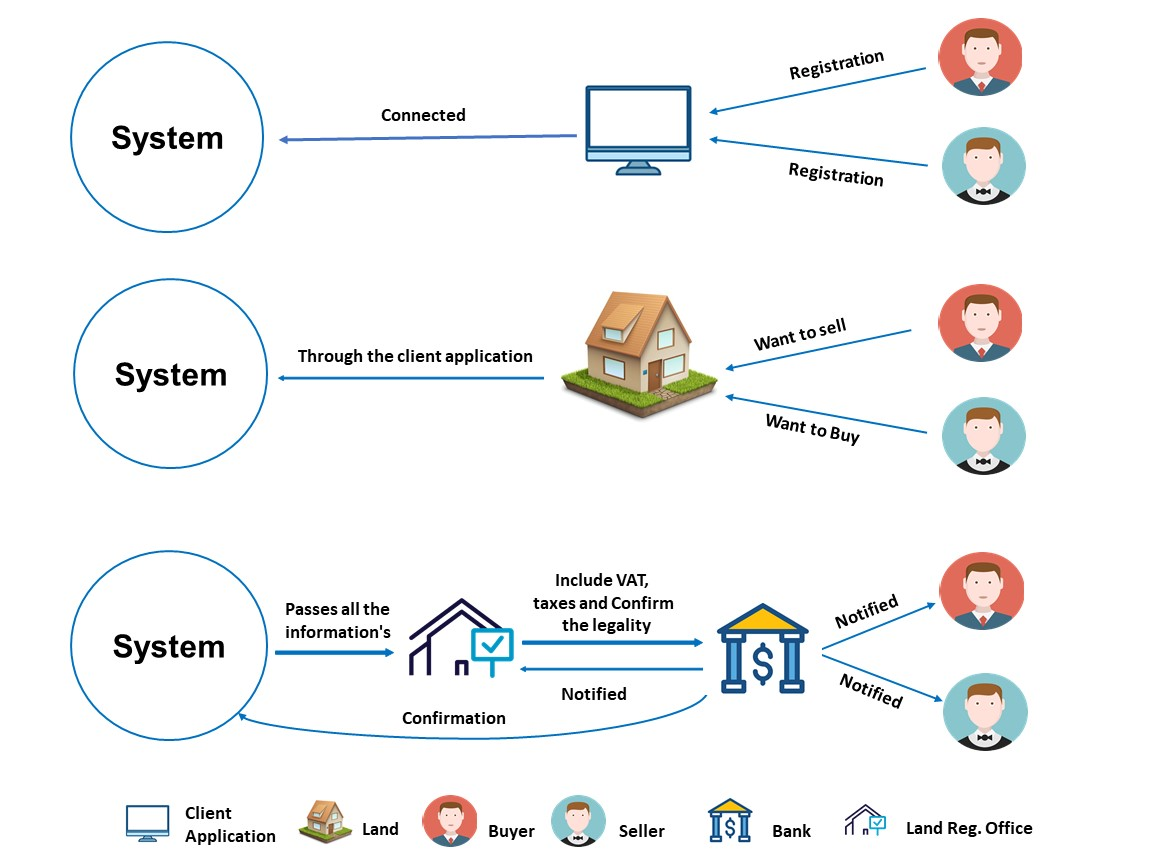 Registration
Connected
System
Registration
Want to sell
Through the client application
System
Want to Buy
Include VAT,
taxes and Confirm
the legality
Passes all the
information's
Notified
System
Notified
Notified
Confirmation
$
Client
Application
Land
Buyer
Seller
$
Bank
Land Reg. Office